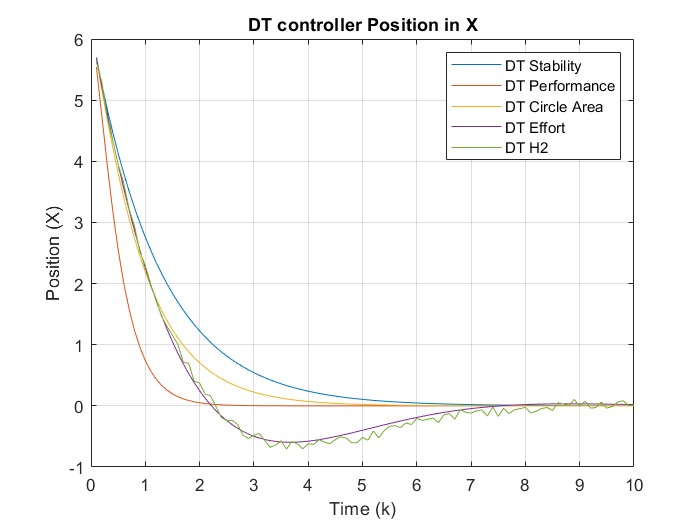 DT controller Position in X
6
5
4
3
2
1
0
-1
Position (X)
DT Stability
DT Performance
DT Circle Area
DT Effort
DT H2
0 1 2 3 4 5 6 7 8 9 10
Time (k)